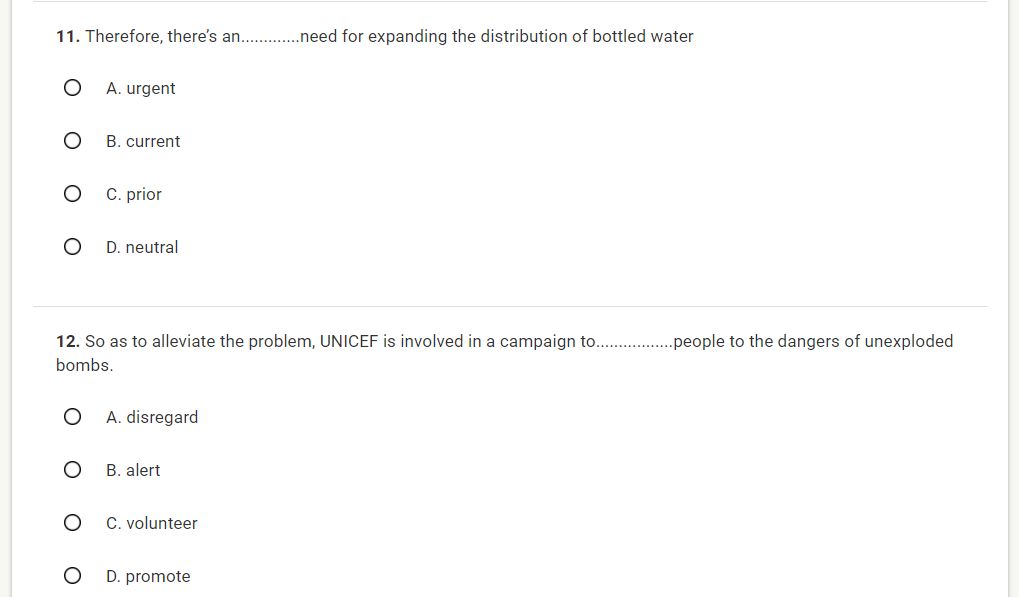 11. Therefore, there's an.............need for expanding the distribution of bottled water
A. urgent
B. current
C. prior
D. neutral
12. So as to alleviate the problem, UNICEF is involved in a campaign to.................people to the dangers of unexploded
bombs.
A. disregard
B. alert
C. volunteer
D. promote